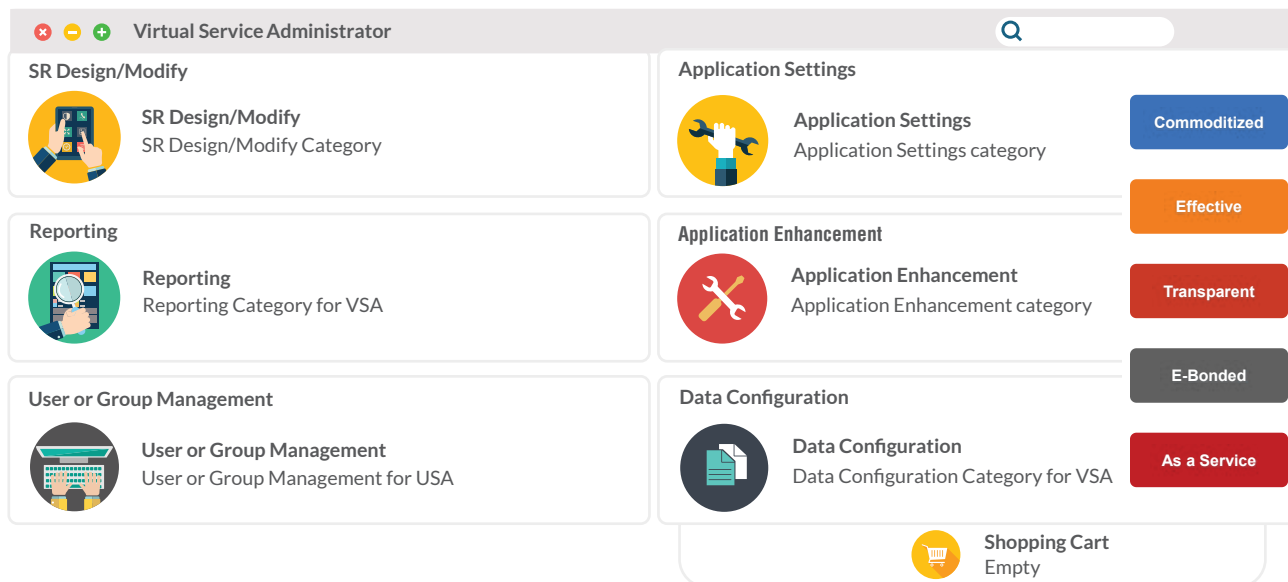 Virtual Service Administrator
SR Design/Modify
SR Design/Modify
SR Design/Modify Category
Application Settings
Application Settings
Application Settings category
Reporting
Reporting
Reporting Category for VSA
Application Enhancement
Application Enhancement
Application Enhancement category
User or Group Management
User or Group Management
User or Group Management for USA
Data Configuration
Data Configuration
Data Configuration Category for VSA
Commoditized
Effective
Transparent
E-Bonded
As a Service
Shopping Cart
Empty